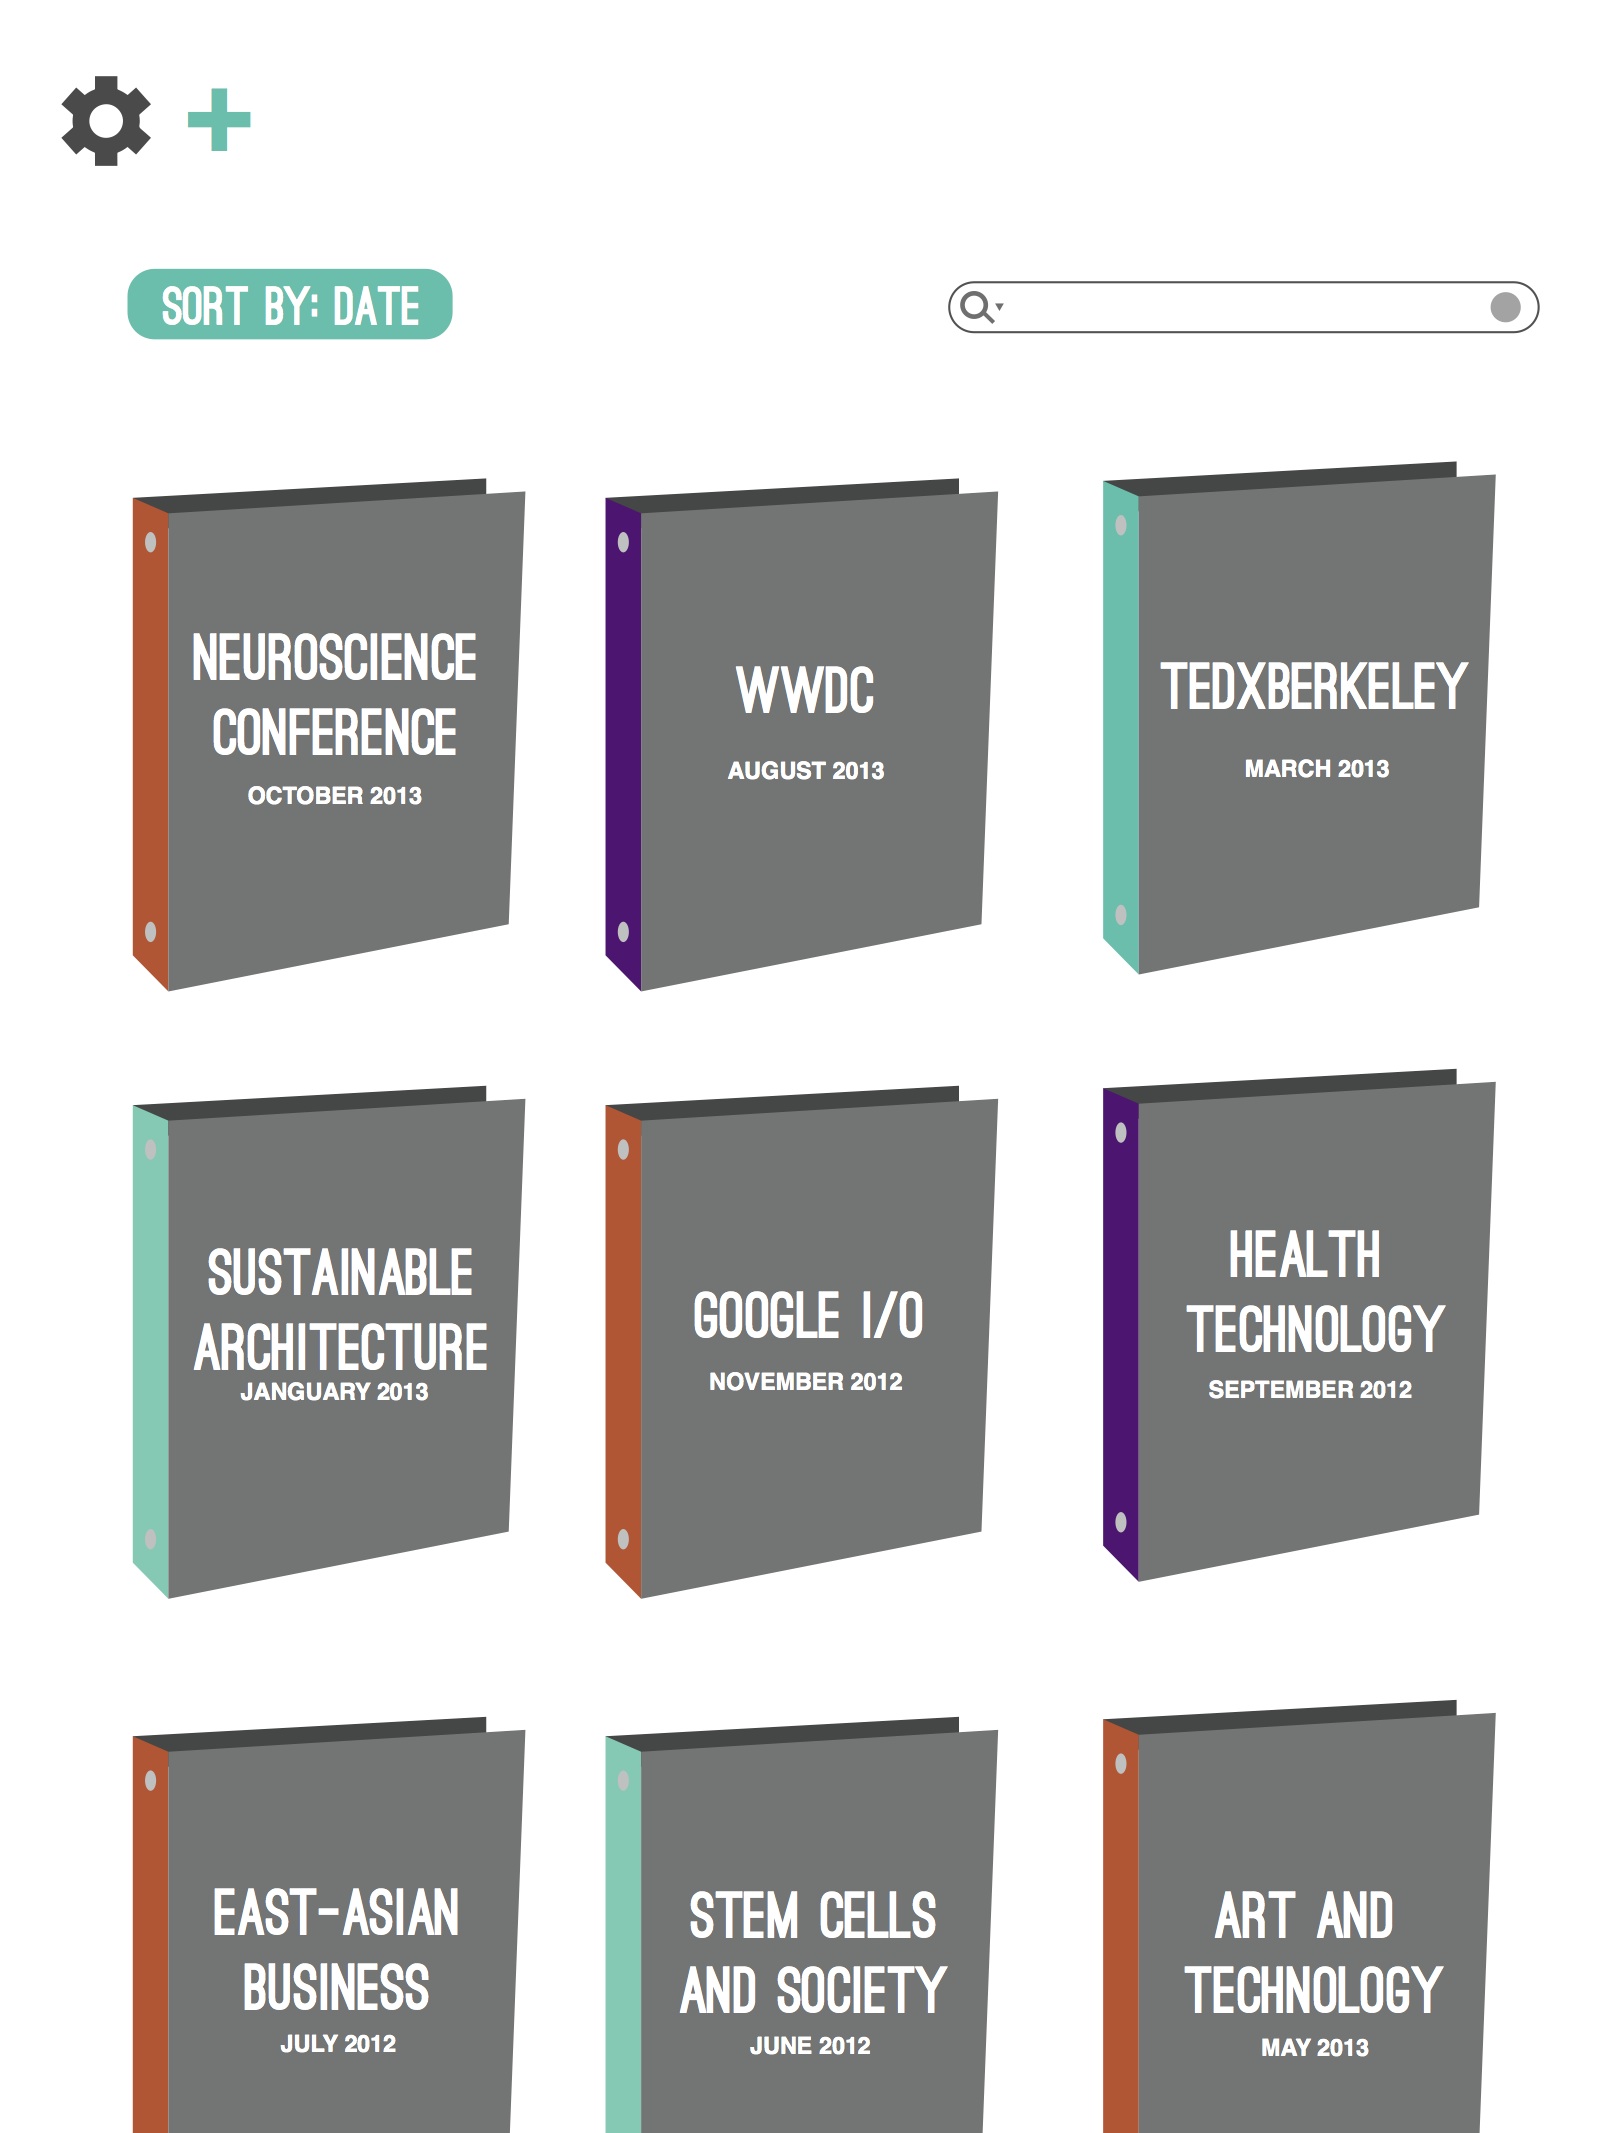 SORT BY: DATE
NEUROSCIENCE
CONFERENCE
OCTOBER 2013
WWDC
AUGUST 2013
TEDXBERKELEY
MARCH 2013
SUSTAINABLE
ARCHITECTURE
JANGUARY 2013
GOOGLE I/O
NOVEMBER 2012
HEALTH
TECHNOLOGY
SEPTEMBER 2012
EAST-ASIAN
BUSINESS
JULY 2012
STEM CELLS
AND SOCIETY
JUNE 2012
ART AND
TECHNOLOGY
MAY 2013